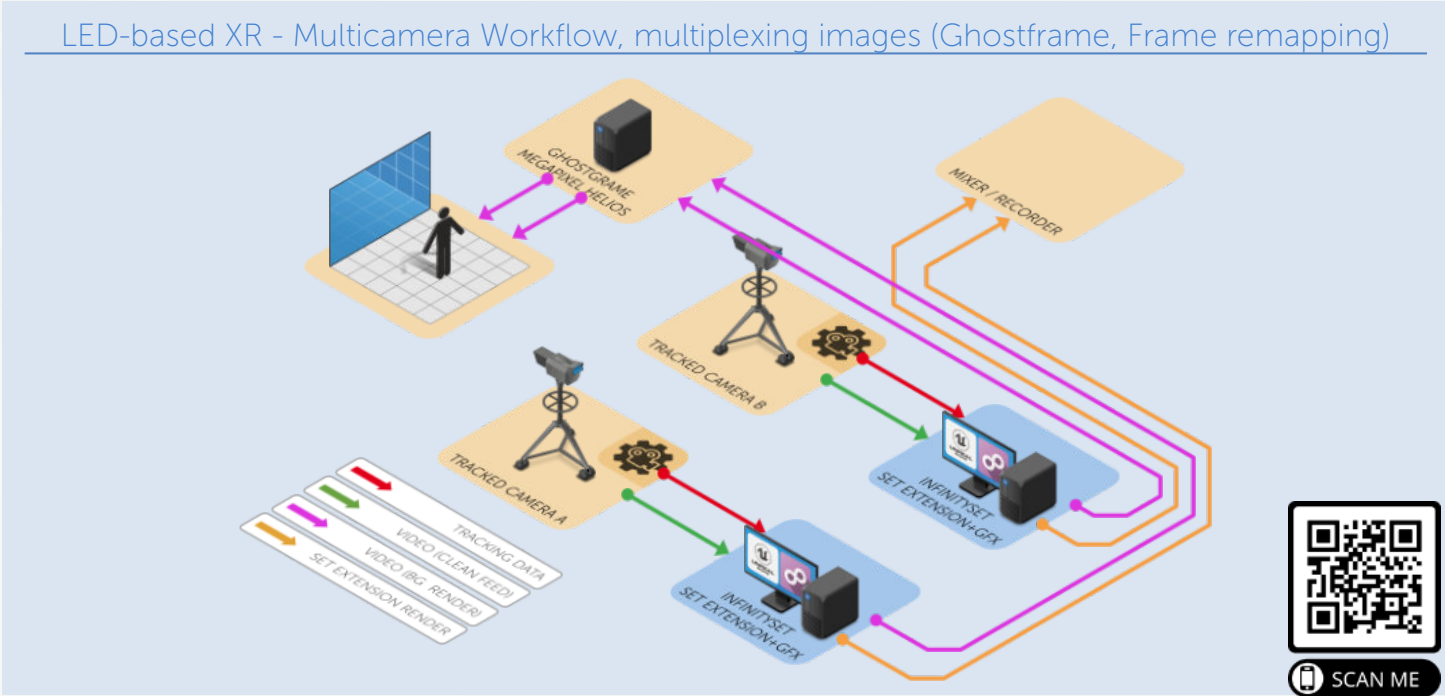 LED-based XR - Multicamera Workflow, multiplexing images (Ghostframe, Frame remapping)
GHOSTGRAME
MEGAPIXEL HELIOS
MIXER / RECORDER
TRACKED CAMERA B
TRACKED CAMERA A
INFINITYSET
SET EXTENSION+GFX
INFINITYSET
SET EXTENSION+GFX
TRACKING DATA
VIDEO (CLEAN FEED)
VIDEO (BG. RENDER)
SET EXTENSION RENDER
SCAN ME